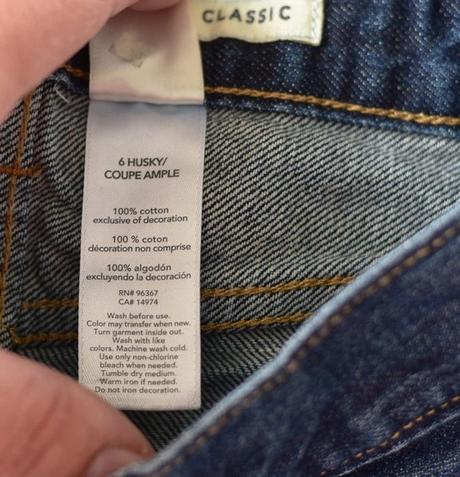 CLASSIC
6 HUSKY/
COUPE AMPLE
100% cotton
exclusive of decoration
100 % coton
décoration non comprise
100% algodón
excluyendo la decoración
RN# 96367
CA# 14974
Wash before use.
Color may transfer when new.
Turn garment inside out.
Wash with like
colors. Machine wash cold.
Use only non-chlorine
bleach when needed.
Tumble dry medium.
Warm iron if needed.
Do not iron decoration.